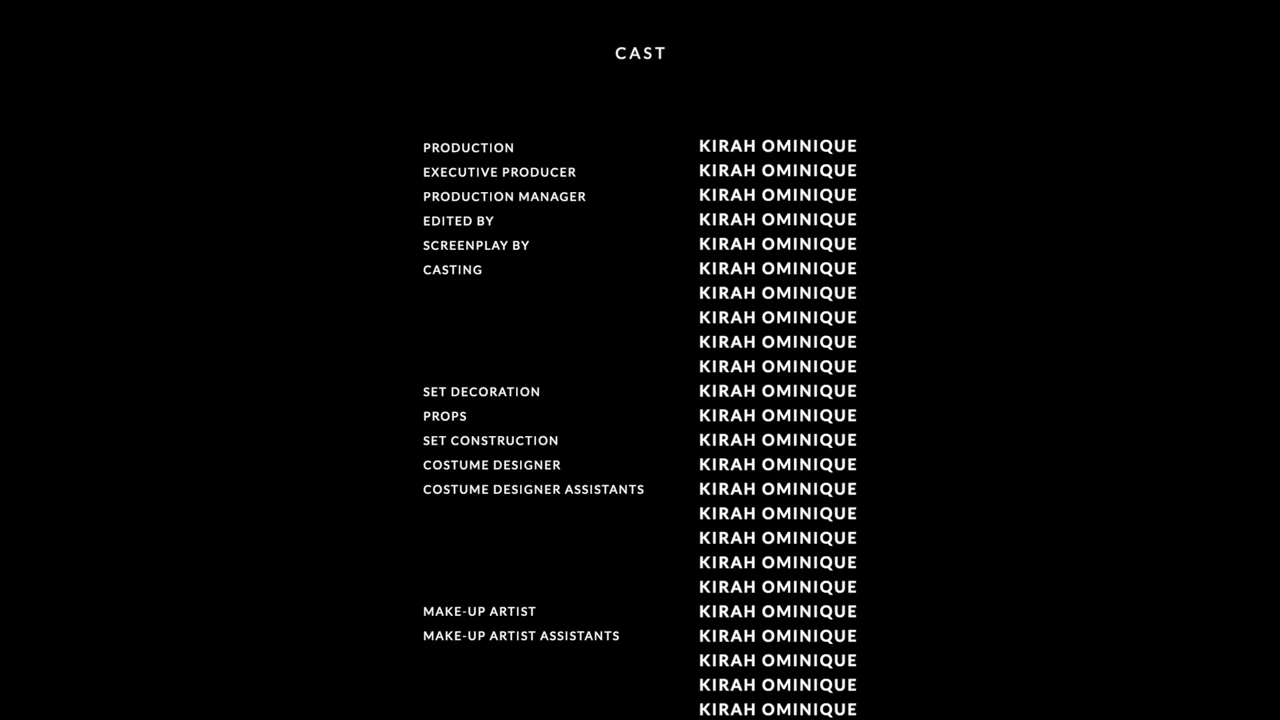 CAST
PRODUCTION KIRAH OMINIQUE
EXECUTIVE PRODUCER KIRAH OMINIQUE
PRODUCTION MANAGER KIRAH OMINIQUE
EDITED BY KIRAH OMINIQUE
SCREENPLAY BY KIRAH OMINIQUE
CASTING KIRAH OMINIQUE
KIRAH OMINIQUE
KIRAH OMINIQUE
KIRAH OMINIQUE
KIRAH OMINIQUE
SET DECORATION KIRAH OMINIQUE
PROPS KIRAH OMINIQUE
SET CONSTRUCTION KIRAH OMINIQUE
COSTUME DESIGNER KIRAH OMINIQUE
COSTUME DESIGNER ASSISTANTS KIRAH OMINIQUE
KIRAH OMINIQUE
KIRAH OMINIQUE
KIRAH OMINIQUE
KIRAH OMINIQUE
MAKE-UP ARTIST KIRAH OMINIQUE
MAKE-UP ARTIST ASSISTANTS KIRAH OMINIQUE
KIRAH OMINIQUE
KIRAH OMINIQUE
KIRAH OMINIQUE